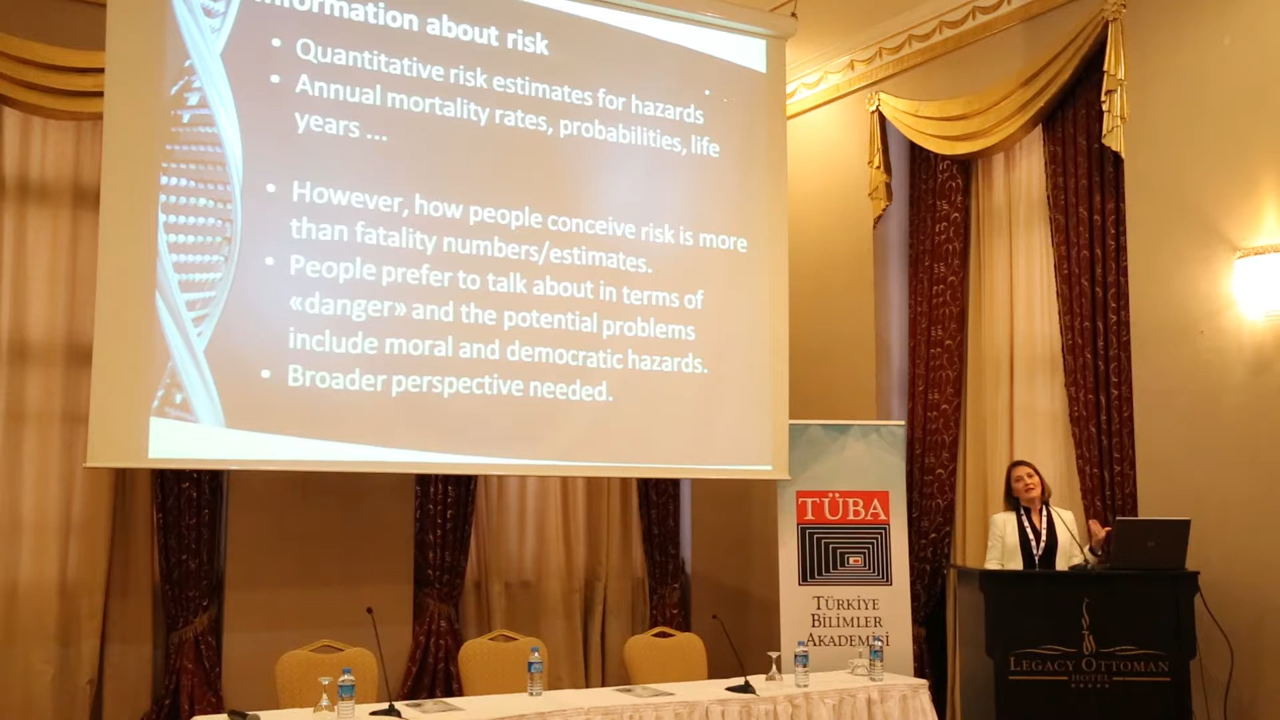 Information about risk
• Quantitative risk estimates for hazards
• Annual mortality rates, probabilities, life
years ...
• However, how people conceive risk is more
than fatality numbers/estimates.
• People prefer to talk about in terms of
«danger» and the potential problems
include moral and democratic hazards.
• Broader perspective needed.
TÜBA
TÜRKİYE
BİLİMLER
AKADEMİSİ
LEGACY OTTOMAN
HOTEL